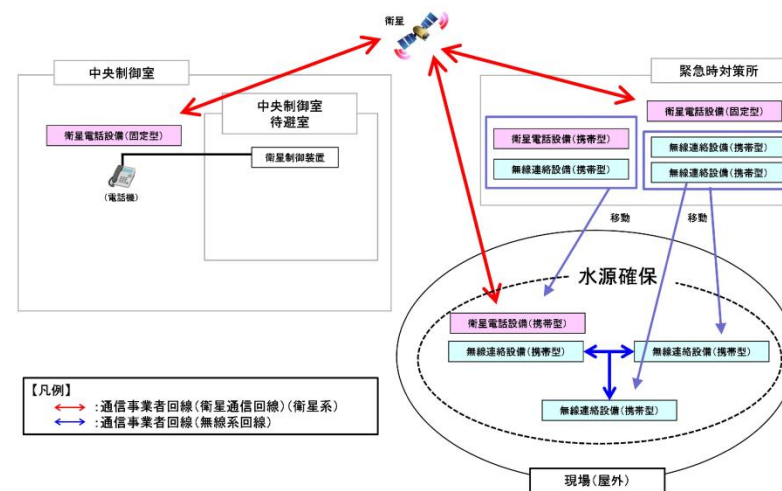 衛星
中央制御室
緊急時対策所
中央制御室
待避室
衛星電話設備(固定型)
衛星電話設備(固定型)
衛星電話設備(携帯型)
無線連絡設備(携帯型)
無線連絡設備(携帯型)
無線連絡設備(携帯型)
衛星制御装置
(電話機)
移動
移動
水源確保
衛星電話設備(携帯型)
無線連絡設備(携帯型)
無線連絡設備(携帯型)
無線連絡設備(携帯型)
【凡例】
:通信事業者回線(衛星通信回線)(衛星系)
:通信事業者回線(無線系回線)
現場(屋外)